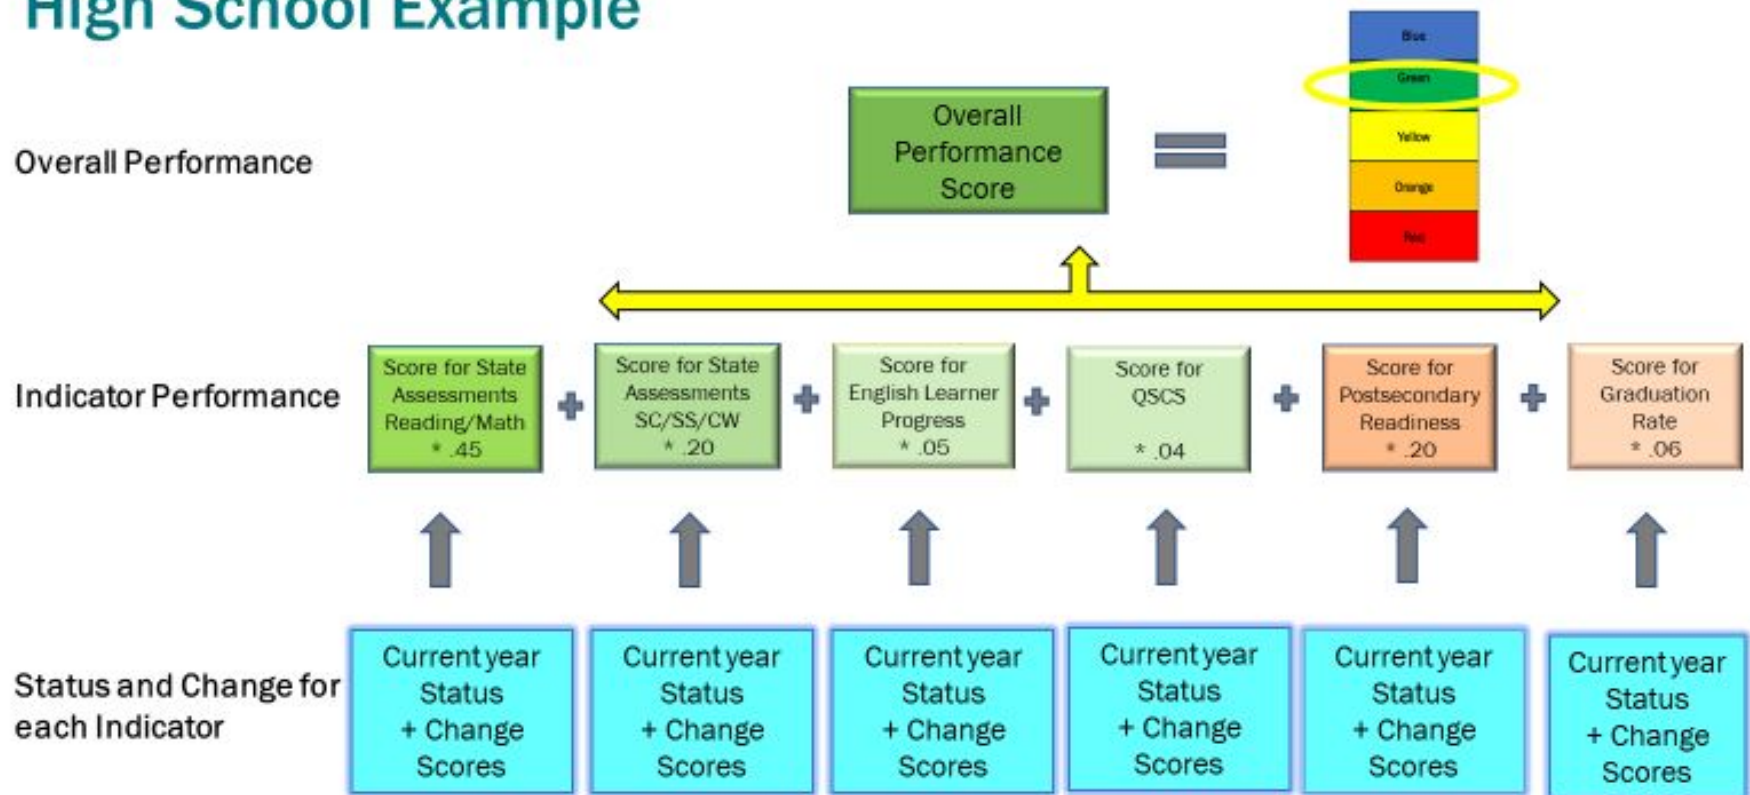 High School Example
Blue
Green
Yellow
Orange
Red
Overall
Performance
Score
Overall Performance
Indicator Performance
Score for State
Assessments
Reading/Math
* .45
Score for State
Assessments
SC/SS/CW
* .20
Score for
English Learner
Progress
* .05
Score for
QSCS
* .04
Score for
Postsecondary
Readiness
* .20
Score for
Graduation
Rate
* .06
Status and Change for
each Indicator
Current year
Status
+ Change
Scores
Current year
Status
+ Change
Scores
Current year
Status
+ Change
Scores
Current year
Status
+ Change
Scores
Current year
Status
+ Change
Scores
Current year
Status
+ Change
Scores